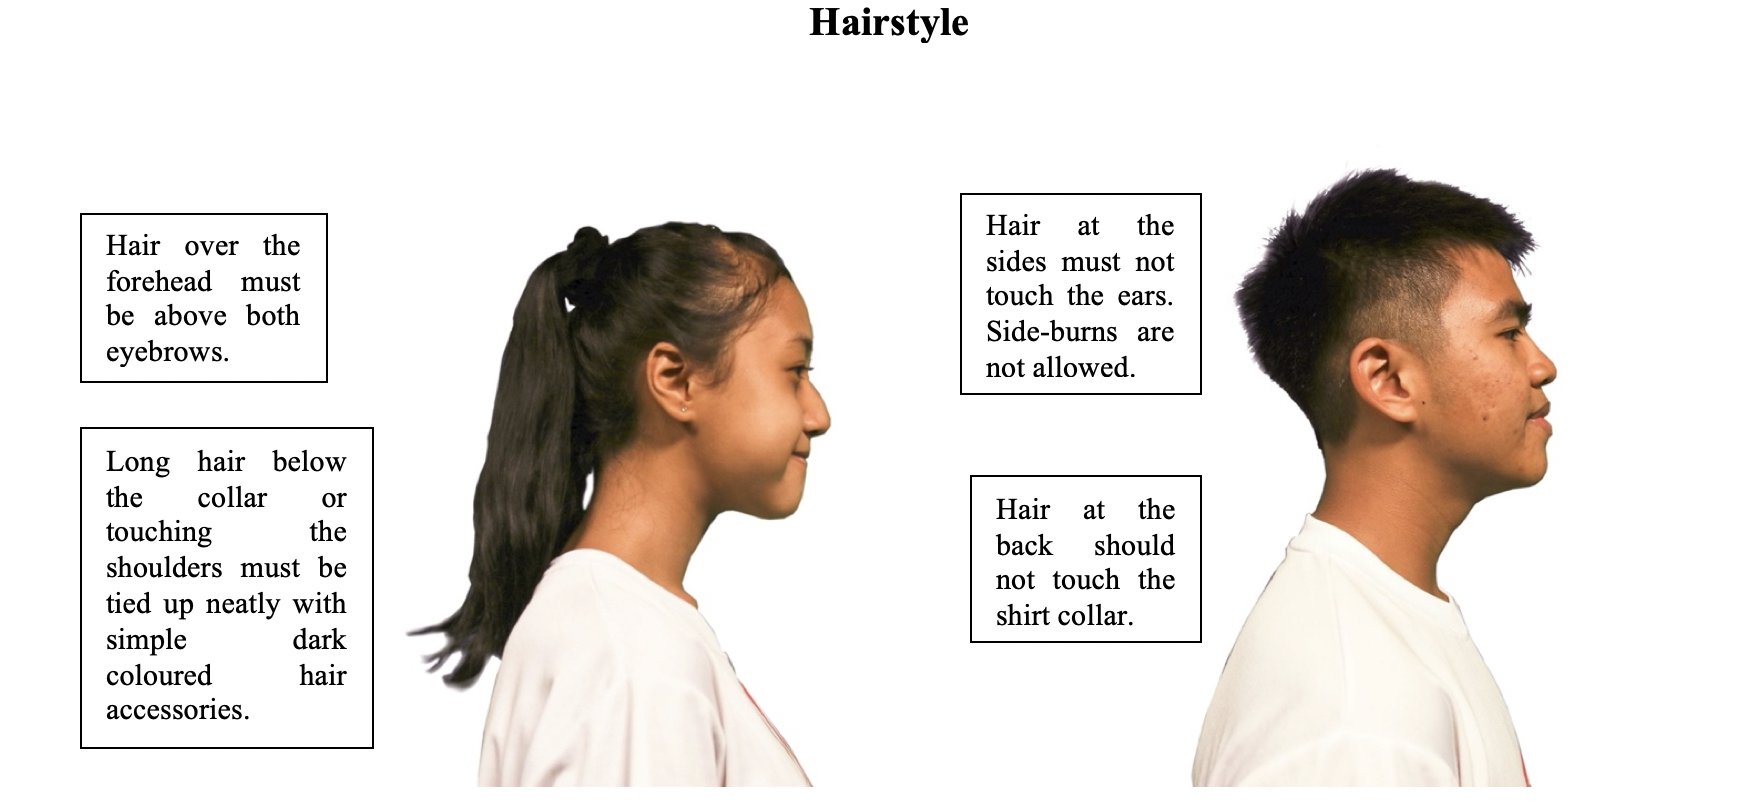 Hairstyle
Hair over the
forehead must
be above both
eyebrows.
Long hair below
the collar or
touching the
shoulders must be
tied up neatly with
simple dark
coloured hair
accessories.
Hair at the
sides must not
touch the ears.
Side-burns are
not allowed.
Hair at the
back should
not touch the
shirt collar.